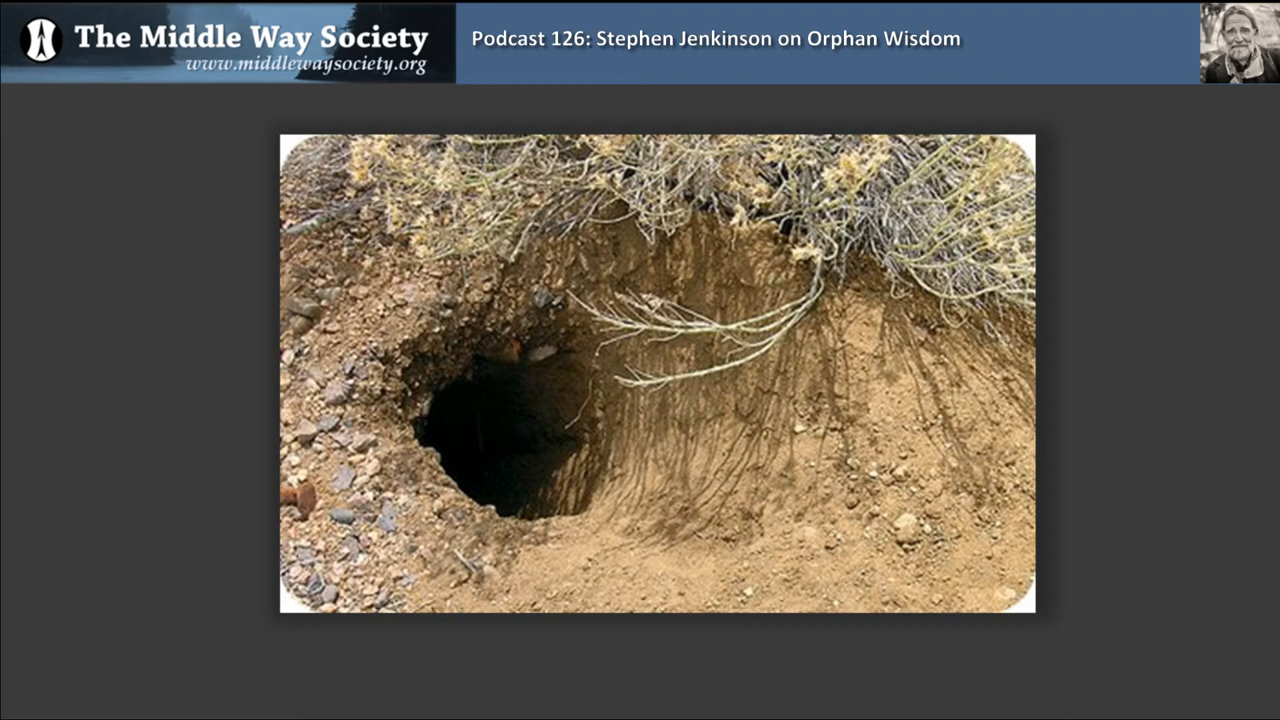 The Middle Way Society
www.middlewaysociety.org
Podcast 126: Stephen Jenkinson on Orphan Wisdom